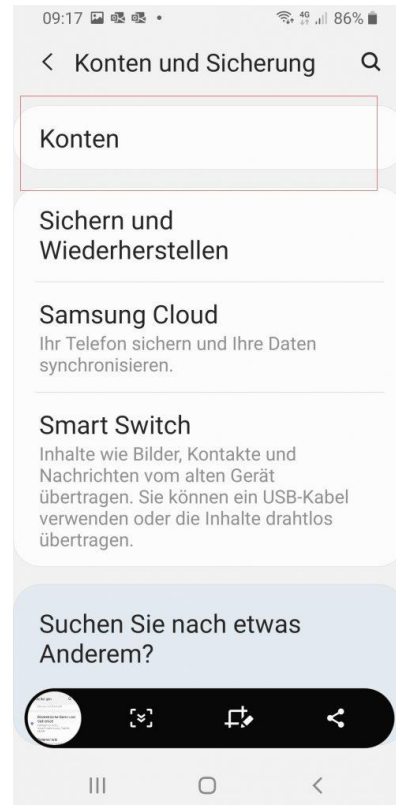 09:17 4G 86%
Konten und Sicherung
Konten
Sichern und
Wiederherstellen
Samsung Cloud
Ihr Telefon sichern und Ihre Daten
synchronisieren.
Smart Switch
Inhalte wie Bilder, Kontakte und
Nachrichten vom alten Gerät
übertragen. Sie können ein USB-Kabel
verwenden oder die Inhalte drahtlos
übertragen.
Suchen Sie nach etwas
Anderem?